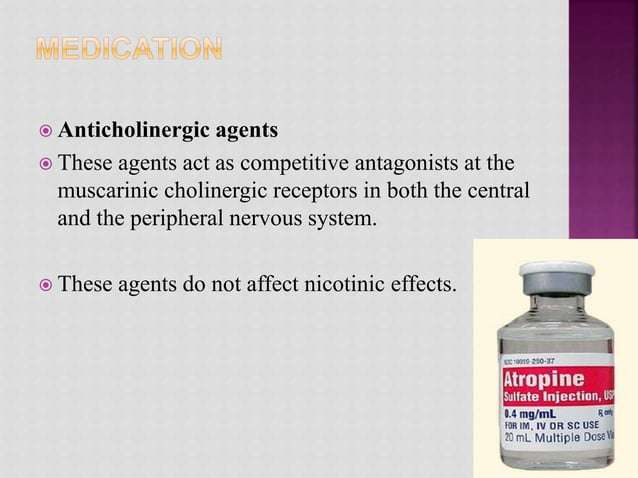 MEDICATION
Anticholinergic agents
These agents act as competitive antagonists at the
muscarinic cholinergic receptors in both the central
and the peripheral nervous system.
These agents do not affect nicotinic effects.
Atropine
Sulfate Injection, USP
0.4 mg/mL Rx only
FOR IM, IV OR SC USE
20 mL Multiple Dose